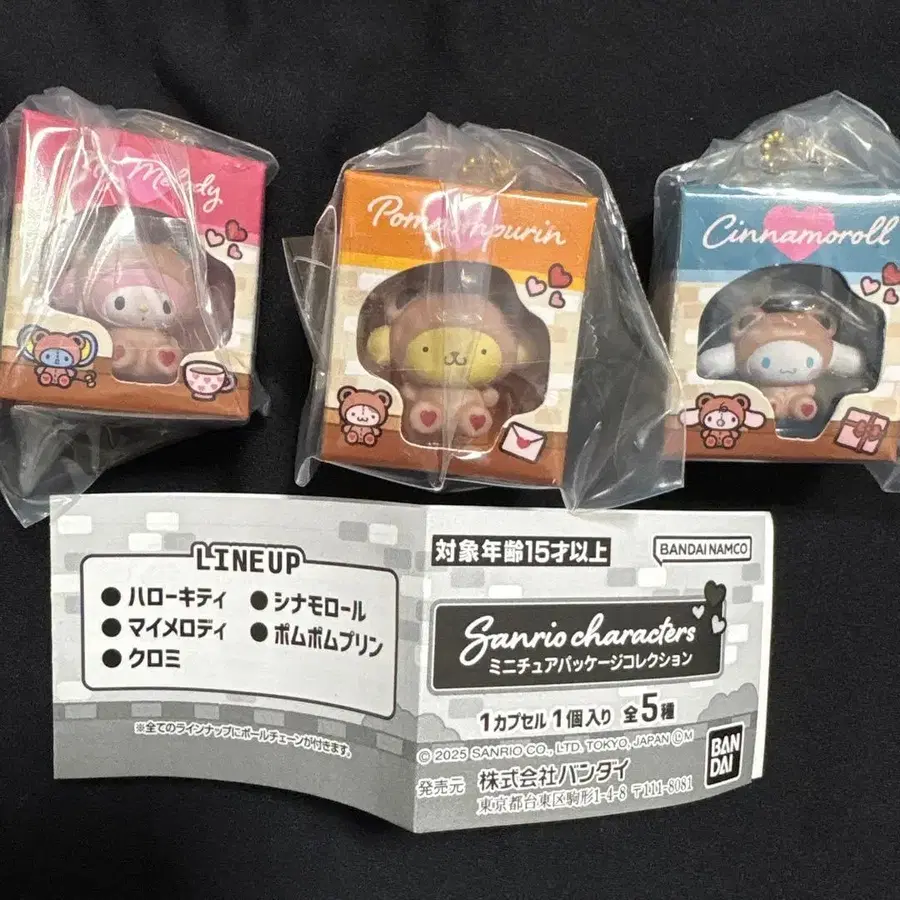 My Melody
Pompompurin
Cinnamoroll
LINEUP
●ハローキティ
●マイメロディ
●クロミ
●シナモロール
●ポムポムプリン
※全てのラインナップにボールチェーンが付きます。
対象年齢15才以上
BANDAI NAMCO
Sanrio characters
ミニチュアパッケージコレクション
1カプセル1個入り 全5種
© 2025 SANRIO CO., LTD. TOKYO, JAPAN Ⓛ Ⓜ
発売元 株式会社バンダイ
東京都台東区駒形1-4-8 〒111-8081
BAN
DAI